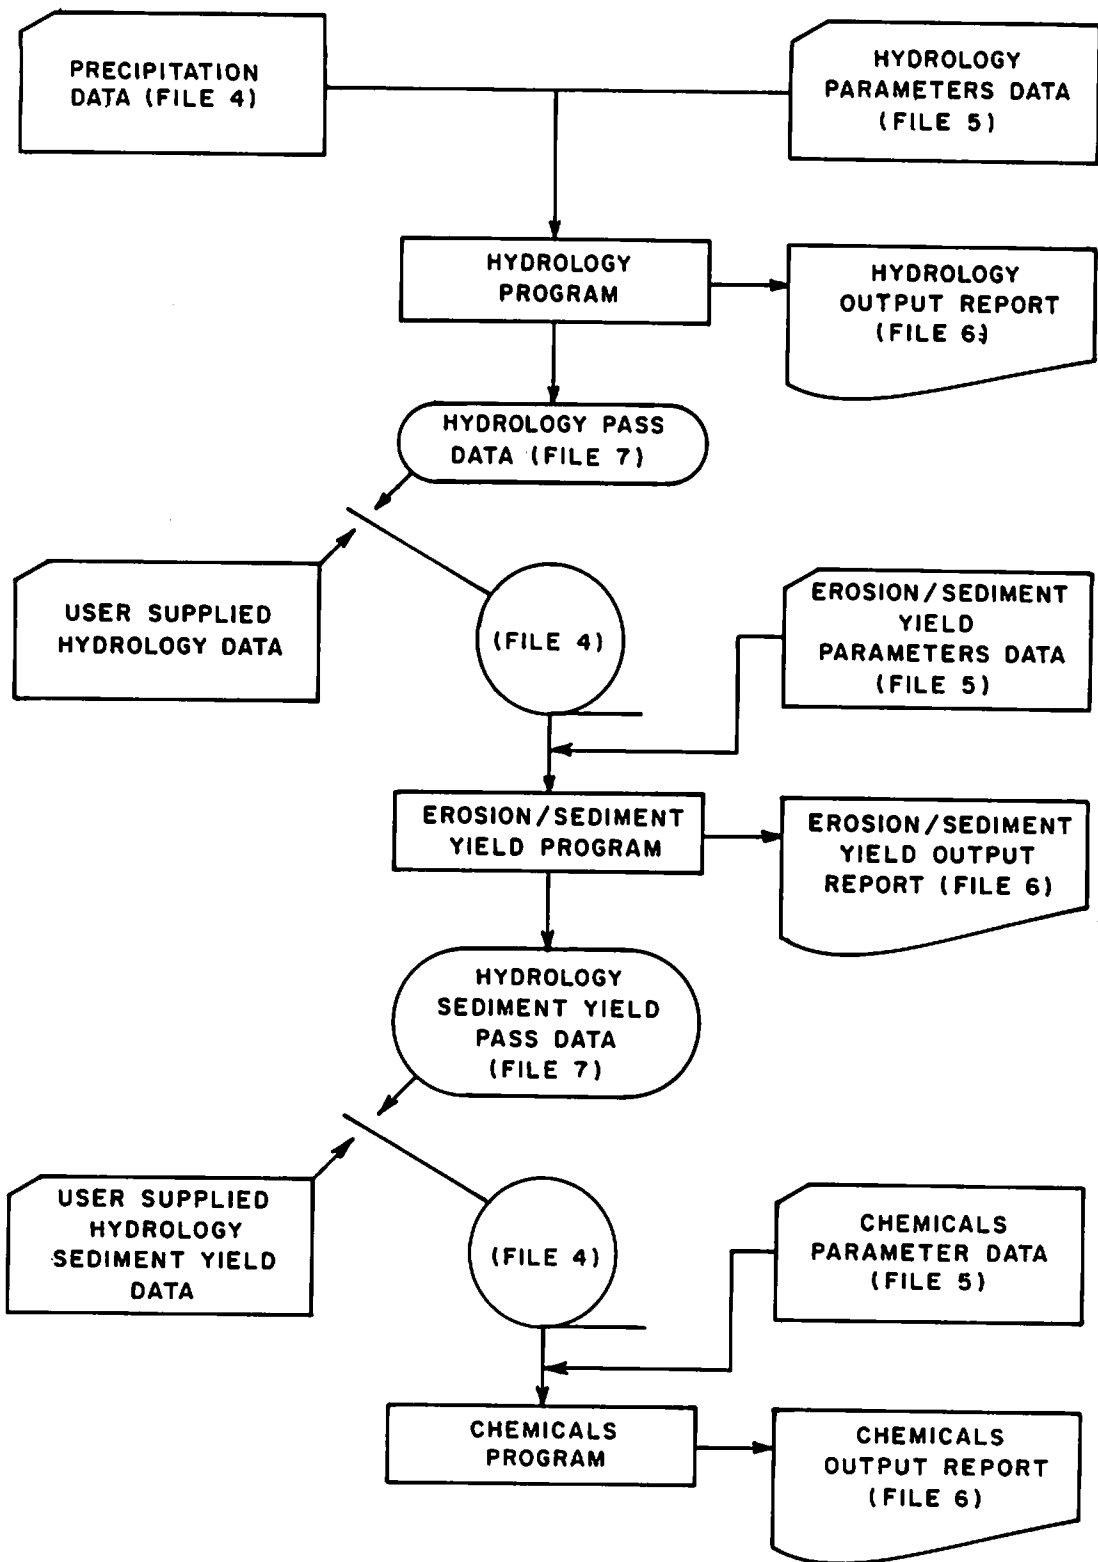 PRECIPITATION
DATA (FILE 4)
HYDROLOGY
PARAMETERS DATA
(FILE 5)
HYDROLOGY
PROGRAM
HYDROLOGY
OUTPUT REPORT
(FILE 6)
HYDROLOGY PASS
DATA (FILE 7)
USER SUPPLIED
HYDROLOGY DATA
(FILE 4)
EROSION/SEDIMENT
YIELD
PARAMETERS DATA
(FILE 5)
EROSION/SEDIMENT
YIELD PROGRAM
EROSION/SEDIMENT
YIELD OUTPUT
REPORT (FILE 6)
HYDROLOGY
SEDIMENT YIELD
PASS DATA
(FILE 7)
USER SUPPLIED
HYDROLOGY
SEDIMENT YIELD
DATA
(FILE 4)
CHEMICALS
PARAMETER DATA
(FILE 5)
CHEMICALS
PROGRAM
CHEMICALS
OUTPUT REPORT
(FILE 6)